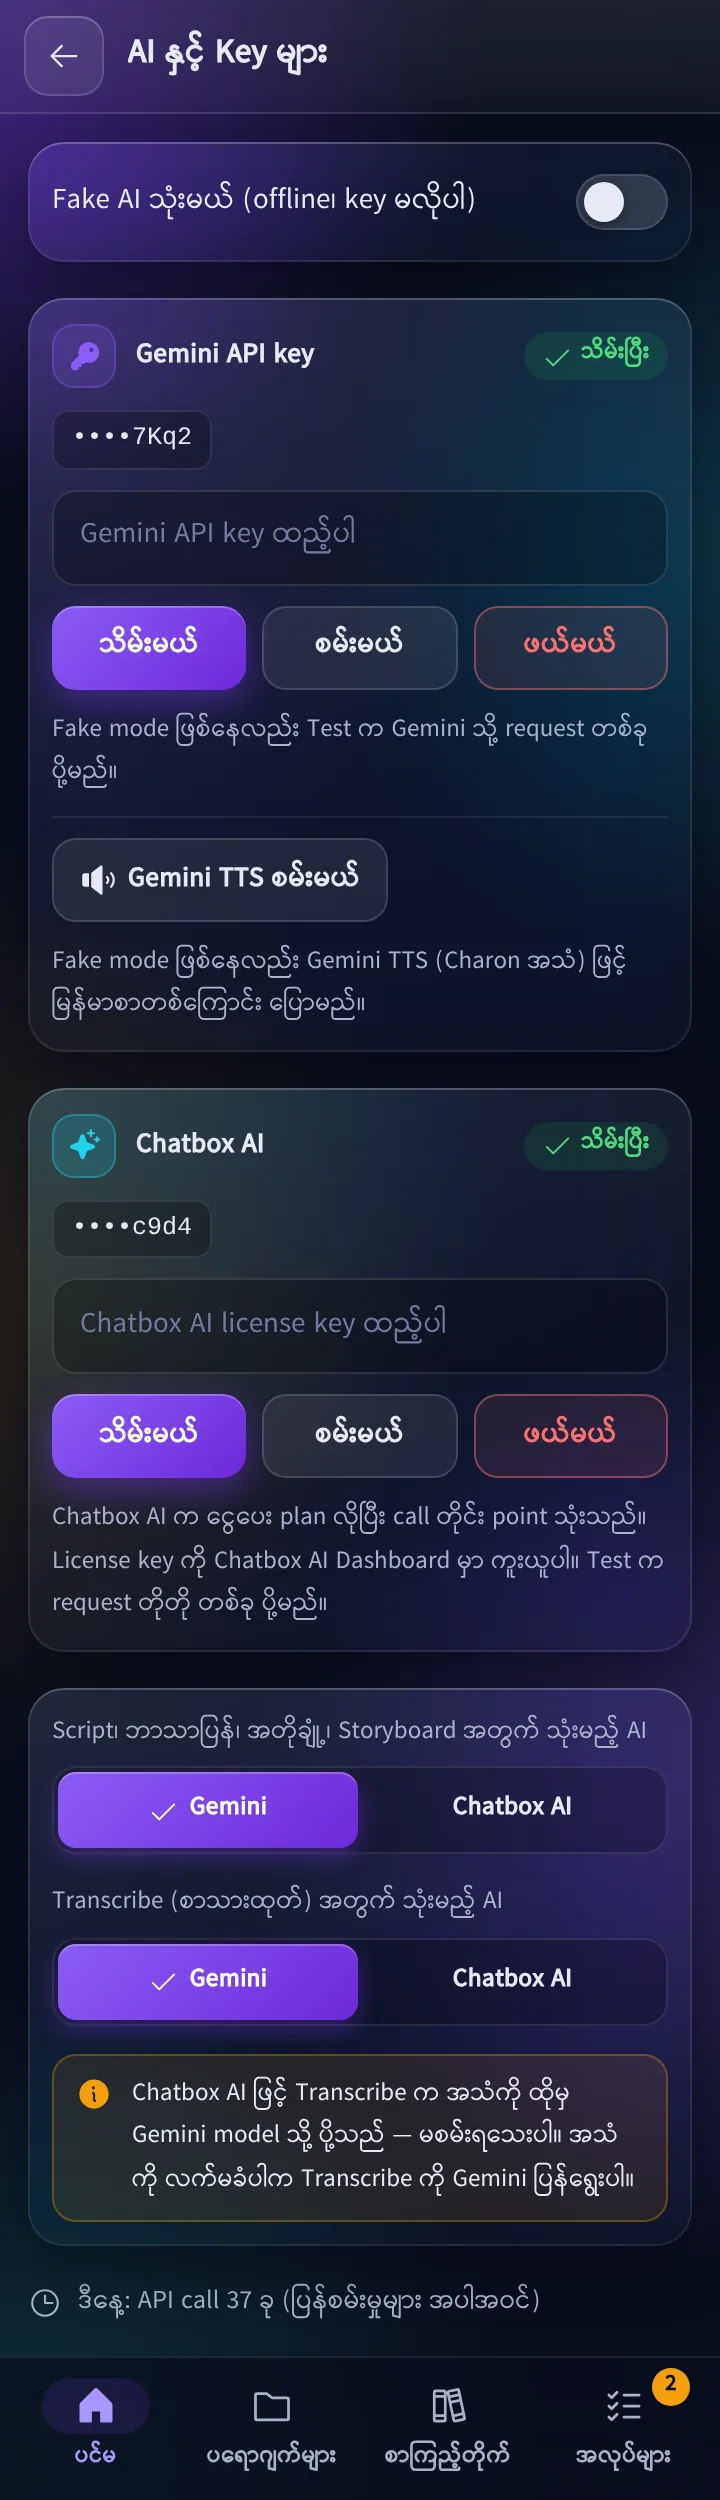 AI နှင့် Key များ
Fake AI သုံးမယ် (offline၊ key မလိုပါ)
Gemini API key
သိမ်းပြီး
••••7Kq2
Gemini API key ထည့်ပါ
သိမ်းမယ်
စမ်းမယ်
ဖယ်မယ်
Fake mode ဖြစ်နေလည်း Test က Gemini သို့ request တစ်ခု
ပို့မည်။
Gemini TTS စမ်းမယ်
Fake mode ဖြစ်နေလည်း Gemini TTS (Charon အသံ) ဖြင့်
မြန်မာစာတစ်ကြောင်း ပြောမည်။
Chatbox AI
သိမ်းပြီး
••••c9d4
Chatbox AI license key ထည့်ပါ
သိမ်းမယ်
စမ်းမယ်
ဖယ်မယ်
Chatbox AI က ငွေပေး plan လိုပြီး call တိုင်း point သုံးသည်။
License key ကို Chatbox AI Dashboard မှာ ကူးယူပါ။ Test က
request တိုတို တစ်ခု ပို့မည်။
Script၊ ဘာသာပြန်၊ အတိုချုံ့၊ Storyboard အတွက် သုံးမည့် AI
Gemini
Chatbox AI
Transcribe (စာသားထုတ်) အတွက် သုံးမည့် AI
Gemini
Chatbox AI
Chatbox AI ဖြင့် Transcribe က အသံကို ထိုမှ
Gemini model သို့ ပို့သည် — မစမ်းရသေးပါ။ အသံ
ကို လက်မခံပါက Transcribe ကို Gemini ပြန်ရွေးပါ။
ဒီနေ့: API call 37 ခု (ပြန်စမ်းမှုများ အပါအဝင်)
2
ပင်မ
ပရောဂျက်များ
စာကြည့်တိုက်
အလုပ်များ